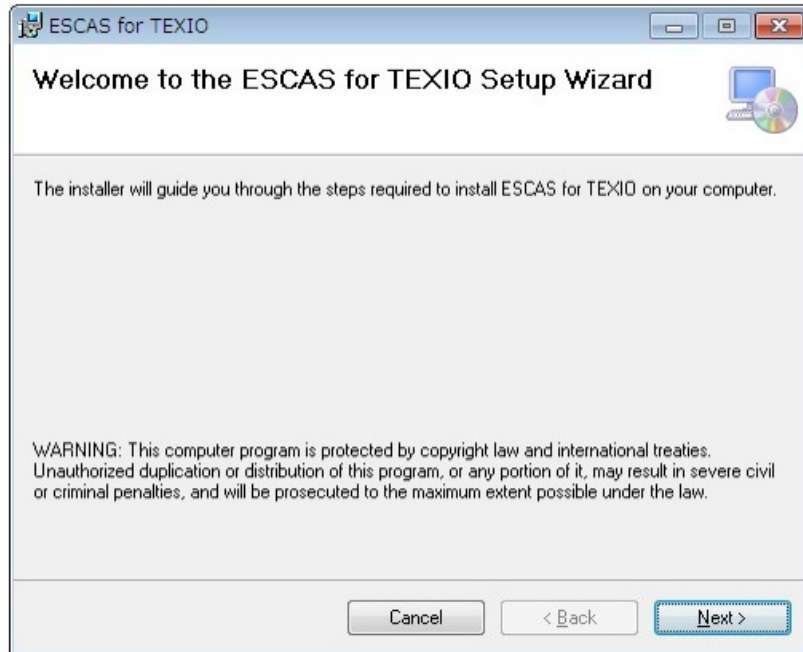 ESCAS for TEXIO
Welcome to the ESCAS for TEXIO Setup Wizard
The installer will guide you through the steps required to install ESCAS for TEXIO on your computer.
WARNING: This computer program is protected by copyright law and international treaties.
Unauthorized duplication or distribution of this program, or any portion of it, may result in severe civil
or criminal penalties, and will be prosecuted to the maximum extent possible under the law.
Cancel
< Back
Next >